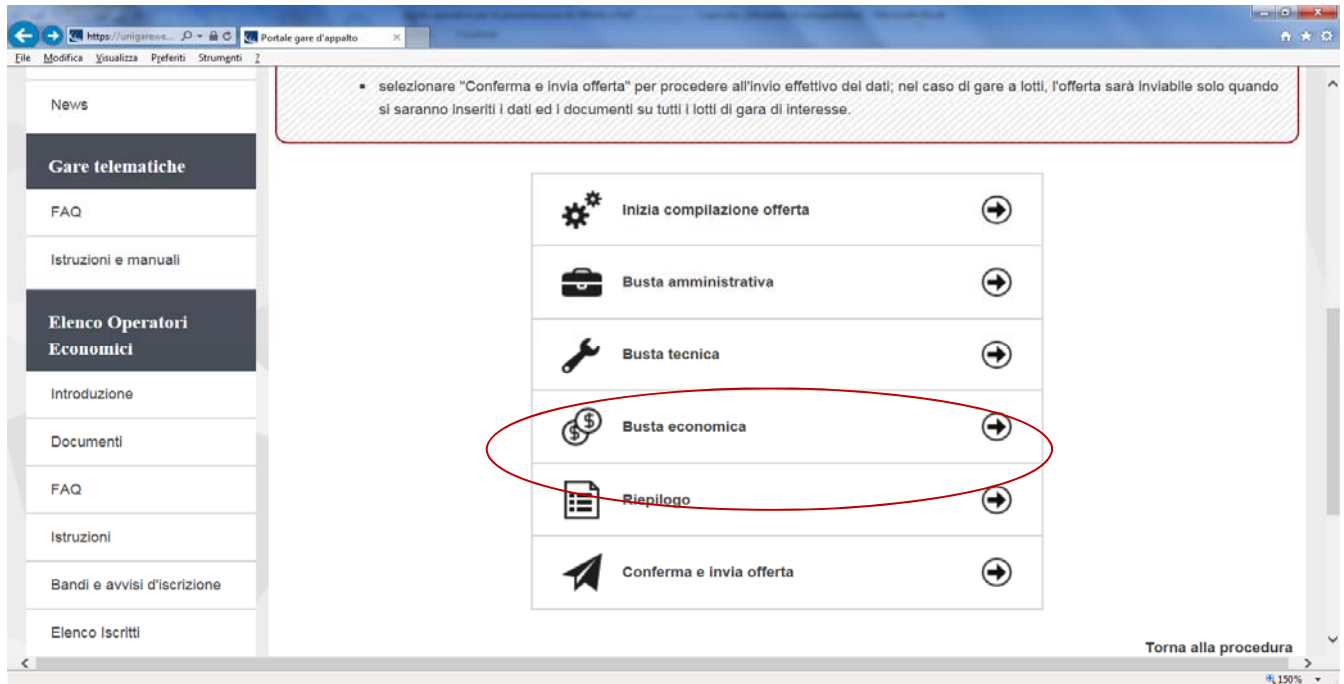 https://unigarewe...
Portale gare d'appalto
File Modifica Visualizza Preferiti Strumenti ?
News
Gare telematiche
FAQ
Istruzioni e manuali
Elenco Operatori
Economici
Introduzione
Documenti
FAQ
Istruzioni
Bandi e avvisi d'iscrizione
Elenco Iscritti
selezionare "Conferma e invia offerta" per procedere all'invio effettivo dei dati; nel caso di gare a lotti, l'offerta sarà inviabile solo quando
si saranno inseriti i dati ed i documenti su tutti i lotti di gara di interesse.
Inizia compilazione offerta
Busta amministrativa
Busta tecnica
Busta economica
Riepilogo
Conferma e invia offerta
Torna alla procedura
150%